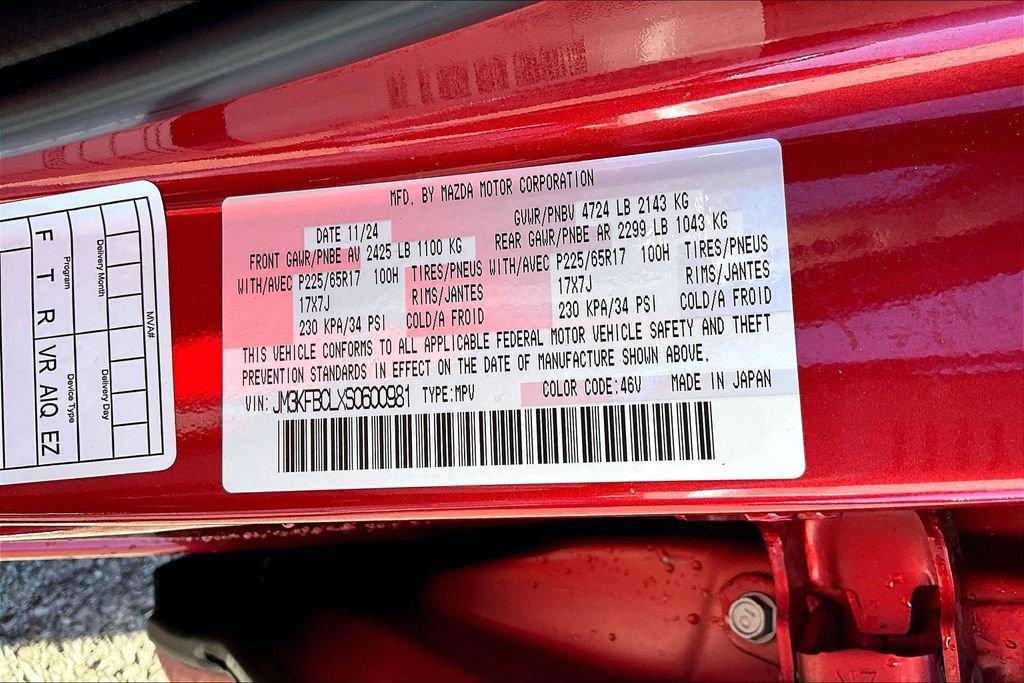 MFD. BY MAZDA MOTOR CORPORATION
DATE 11/24 GVWR/PNBV 4724 LB 2143 KG
FRONT GAWR/PNBE AV 2425 LB 1100 KG REAR GAWR/PNBE AR 2299 LB 1043 KG
WITH/AVEC P225/65R17 100H TIRES/PNEUS WITH/AVEC P225/65R17 100H TIRES/PNEUS
17X7J RIMS/JANTES 17X7J RIMS/JANTES
230 KPA/34 PSI COLD/A FROID 230 KPA/34 PSI COLD/A FROID
THIS VEHICLE CONFORMS TO ALL APPLICABLE FEDERAL MOTOR VEHICLE SAFETY AND THEFT
PREVENTION STANDARDS IN EFFECT ON THE DATE OF MANUFACTURE SHOWN ABOVE.
VIN: JM3KFBCLXS0600981 TYPE:MPV COLOR CODE:46V MADE IN JAPAN
MVA#
Delivery Month Delivery Day
Program Device Type
F T R VR AIQ EZ